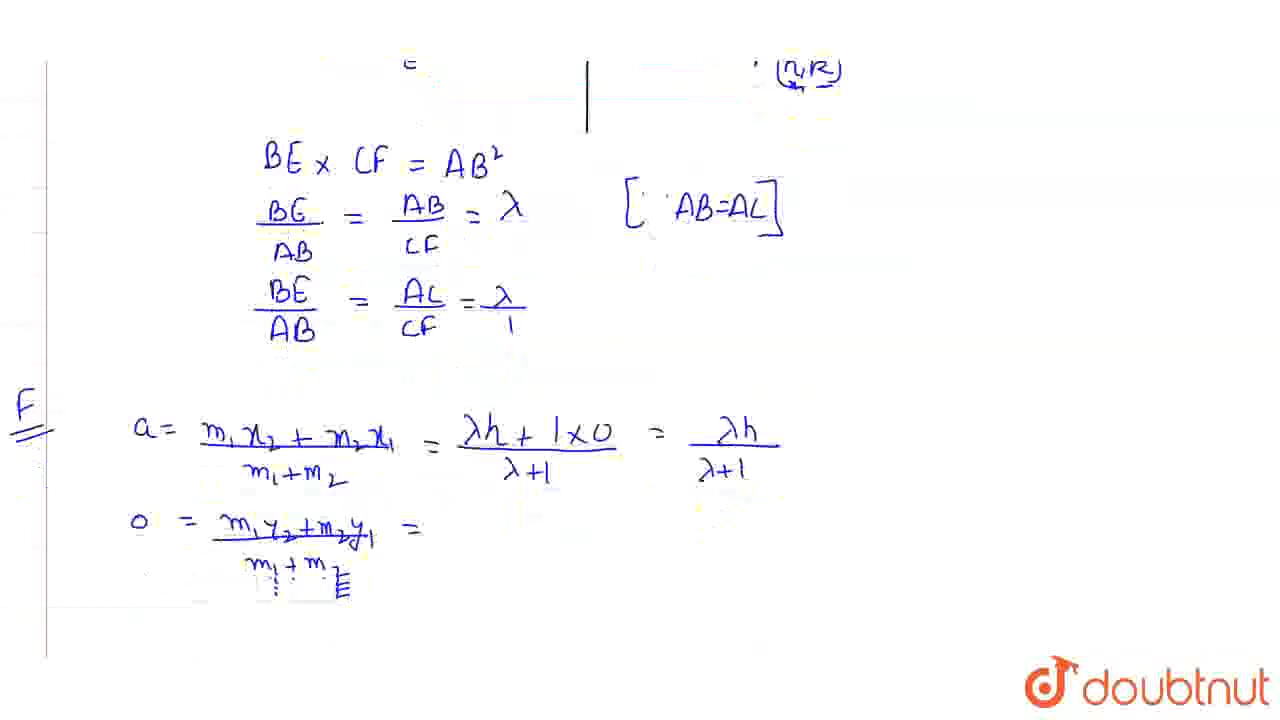 (h,k)
BE × CF = AB²
BE/AB = AB/CF = λ [∵ AB=AC]
BE/AB = AC/CF = λ/1
F
a = (m₁x₂ + m₂x₁)/(m₁+m₂) = (λh + 1×0)/(λ+1) = λh/(λ+1)
0 = (m₁y₂+m₂y₁)/(m₁+m₂) =
doubtnut